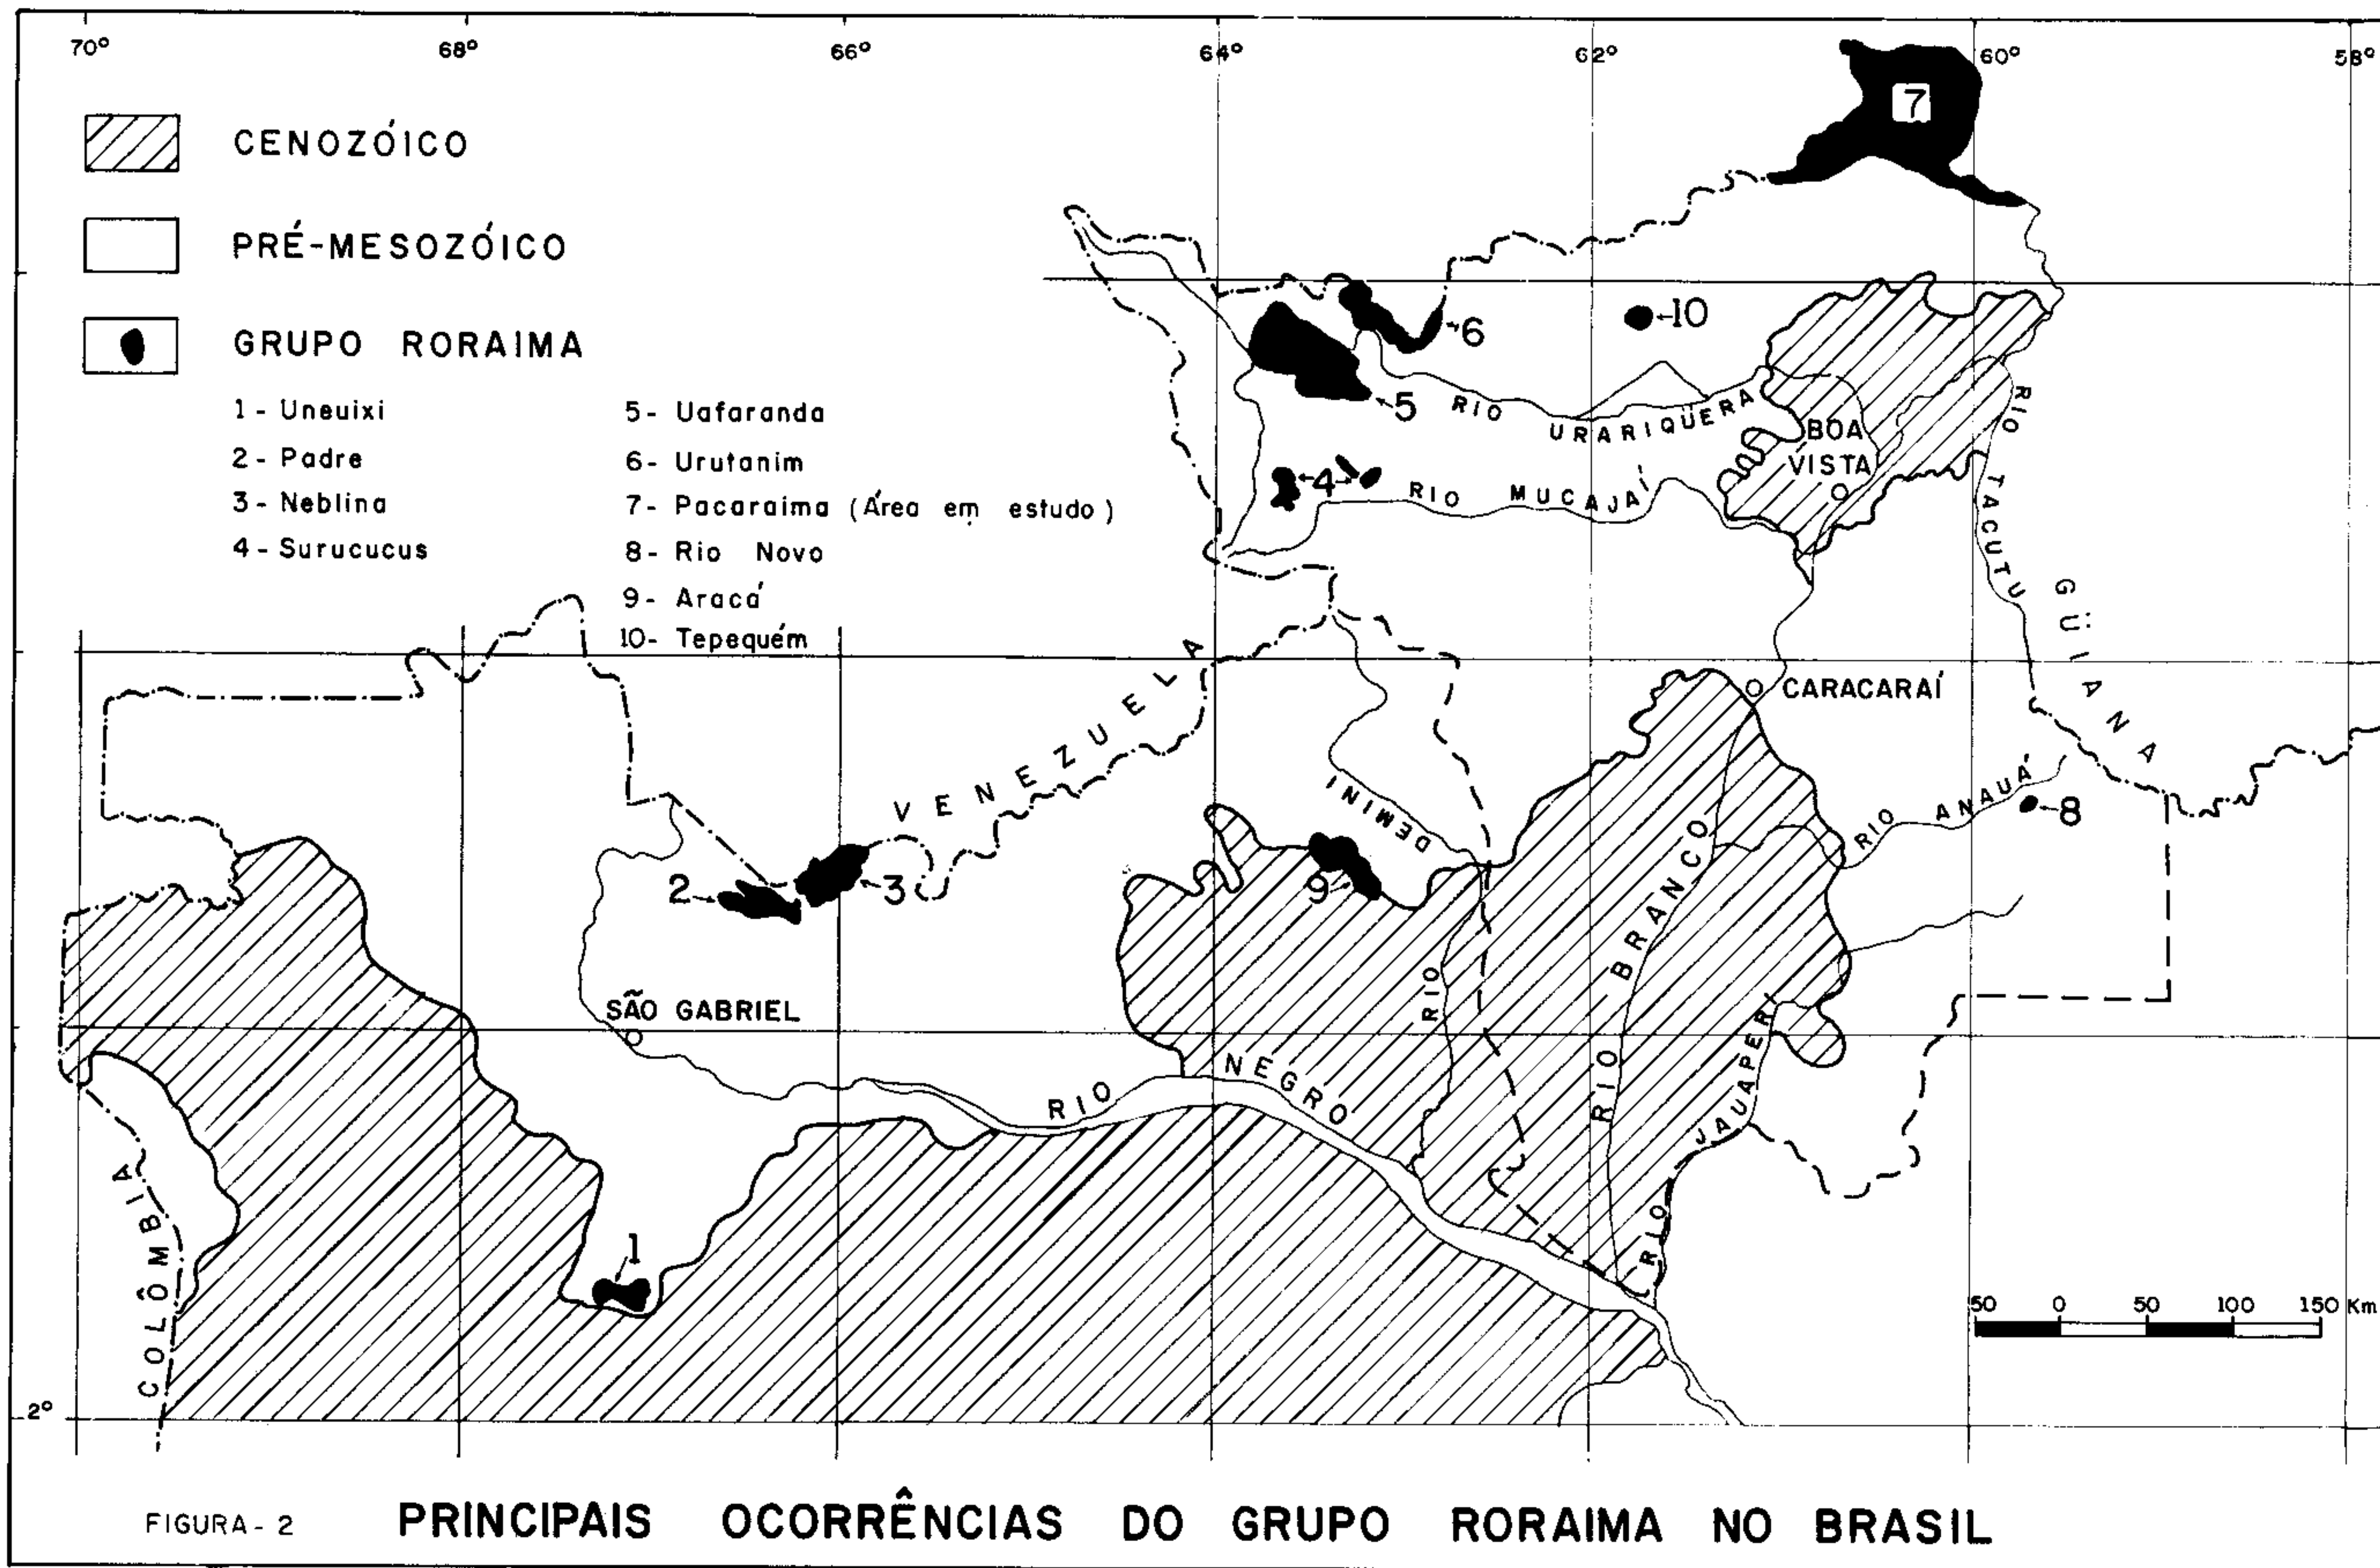 70° 68° 66° 64° 62° 60° 58°
CENOZÓICO
PRÉ-MESOZÓICO
GRUPO RORAIMA
1 - Uneuixi
2 - Padre
3 - Neblina
4 - Surucucus
5 - Uafaranda
6 - Urutanim
7 - Pacaraima (Área em estudo)
8 - Rio Novo
9 - Aracá
10 - Tepequém
7
6
10
5
RIO URARIQÜERA
BOA
VISTA
4
RIO MUCAJAÍ
RIO TACUTU
GÜIANA
VENEZUELA
CARACARAÍ
RIO DEMINI
RIO ANAUÁ
8
2
3
9
RIO BRANCO
SÃO GABRIEL
RIO NEGRO
RIO JAUAPERI
COLÔMBIA
1
50 0 50 100 150 Km
2°
FIGURA - 2 PRINCIPAIS OCORRÊNCIAS DO GRUPO RORAIMA NO BRASIL